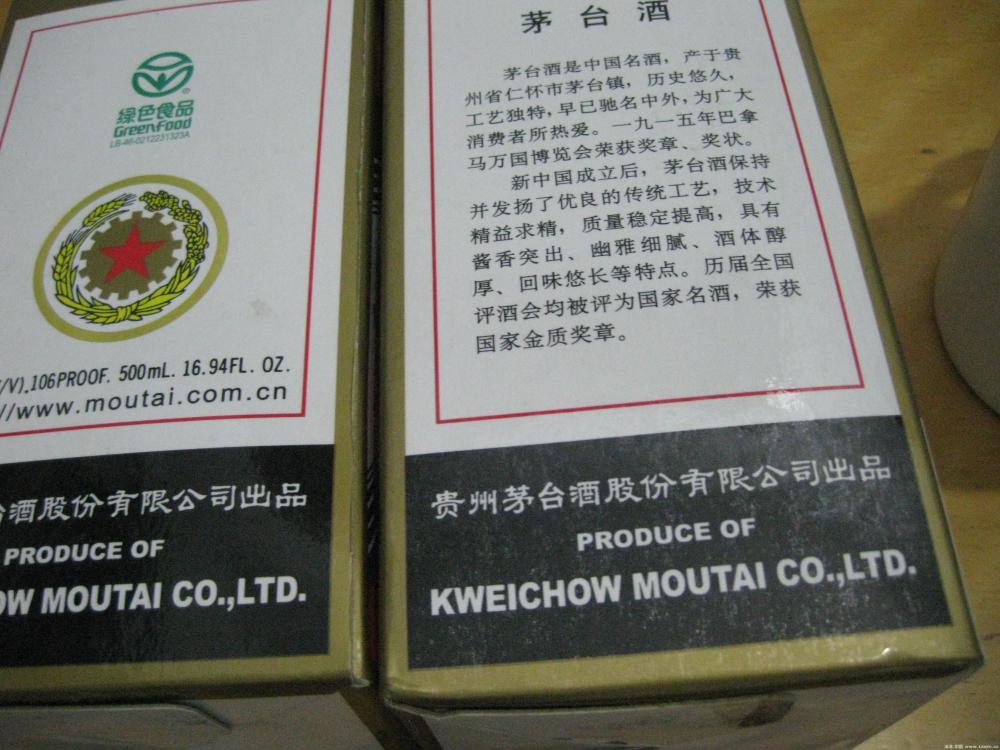 绿色食品
Greenfood
LB-46-0212231323A
/V).106PROOF. 500mL. 16.94FL. OZ.
//www.moutai.com.cn
酒股份有限公司出品
PRODUCE OF
OW MOUTAI CO.,LTD.
茅台酒
茅台酒是中国名酒，产于贵
州省仁怀市茅台镇，历史悠久，
工艺独特，早已驰名中外，为广大
消费者所热爱。一九一五年巴拿
马万国博览会荣获奖章、奖状。
新中国成立后，茅台酒保持
并发扬了优良的传统工艺，技术
精益求精，质量稳定提高，具有
酱香突出、幽雅细腻、酒体醇
厚、回味悠长等特点。历届全国
评酒会均被评为国家名酒，荣获
国家金质奖章。
贵州茅台酒股份有限公司出品
PRODUCE OF
KWEICHOW MOUTAI CO.,LTD.